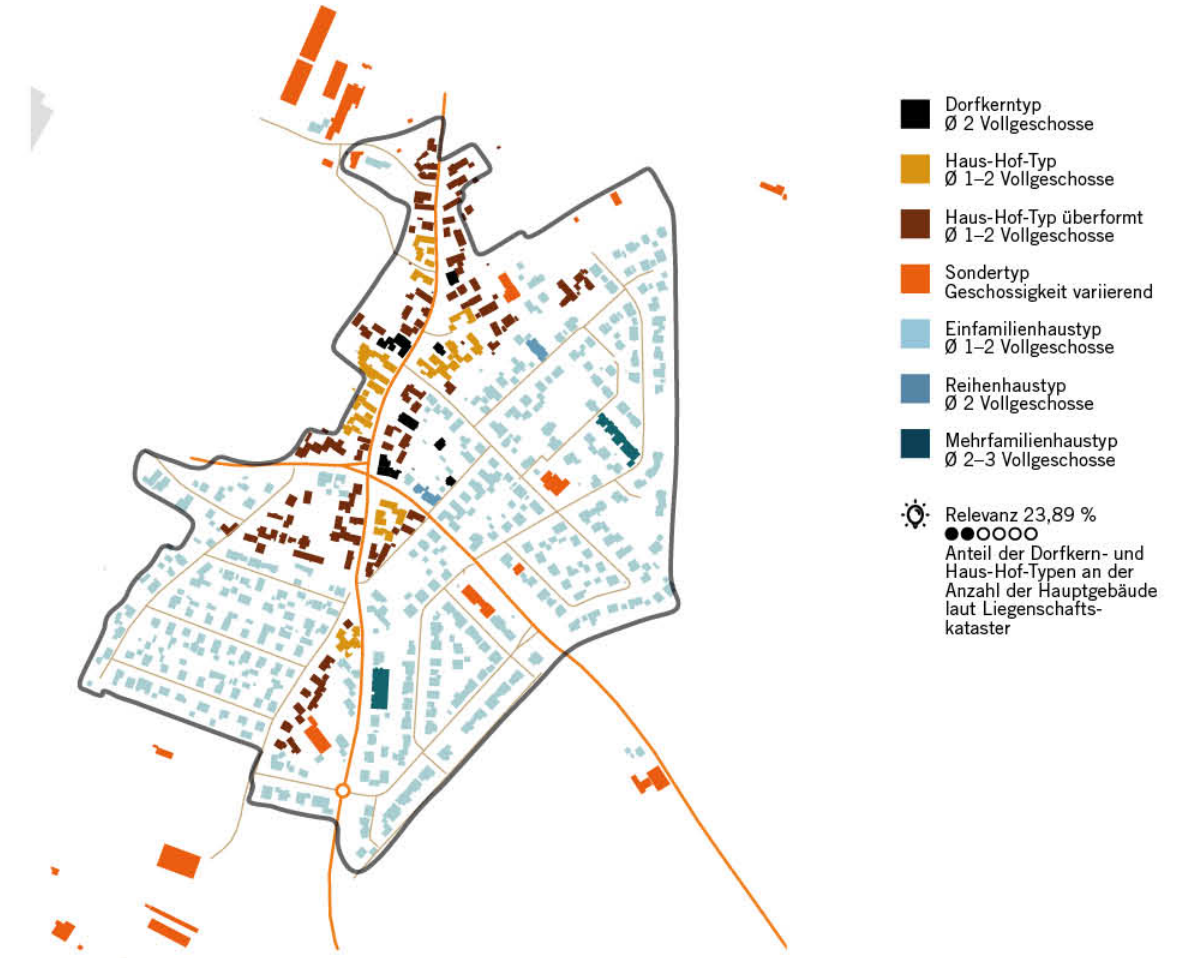 Dorfkerntyp
Ø 2 Vollgeschosse
Haus-Hof-Typ
Ø 1–2 Vollgeschosse
Haus-Hof-Typ überformt
Ø 1–2 Vollgeschosse
Sondertyp
Geschossigkeit variierend
Einfamilienhaustyp
Ø 1–2 Vollgeschosse
Reihenhaustyp
Ø 2 Vollgeschosse
Mehrfamilienhaustyp
Ø 2–3 Vollgeschosse
Relevanz 23,89 %
Anteil der Dorfkern- und
Haus-Hof-Typen an der
Anzahl der Hauptgebäude
laut Liegenschafts-
kataster